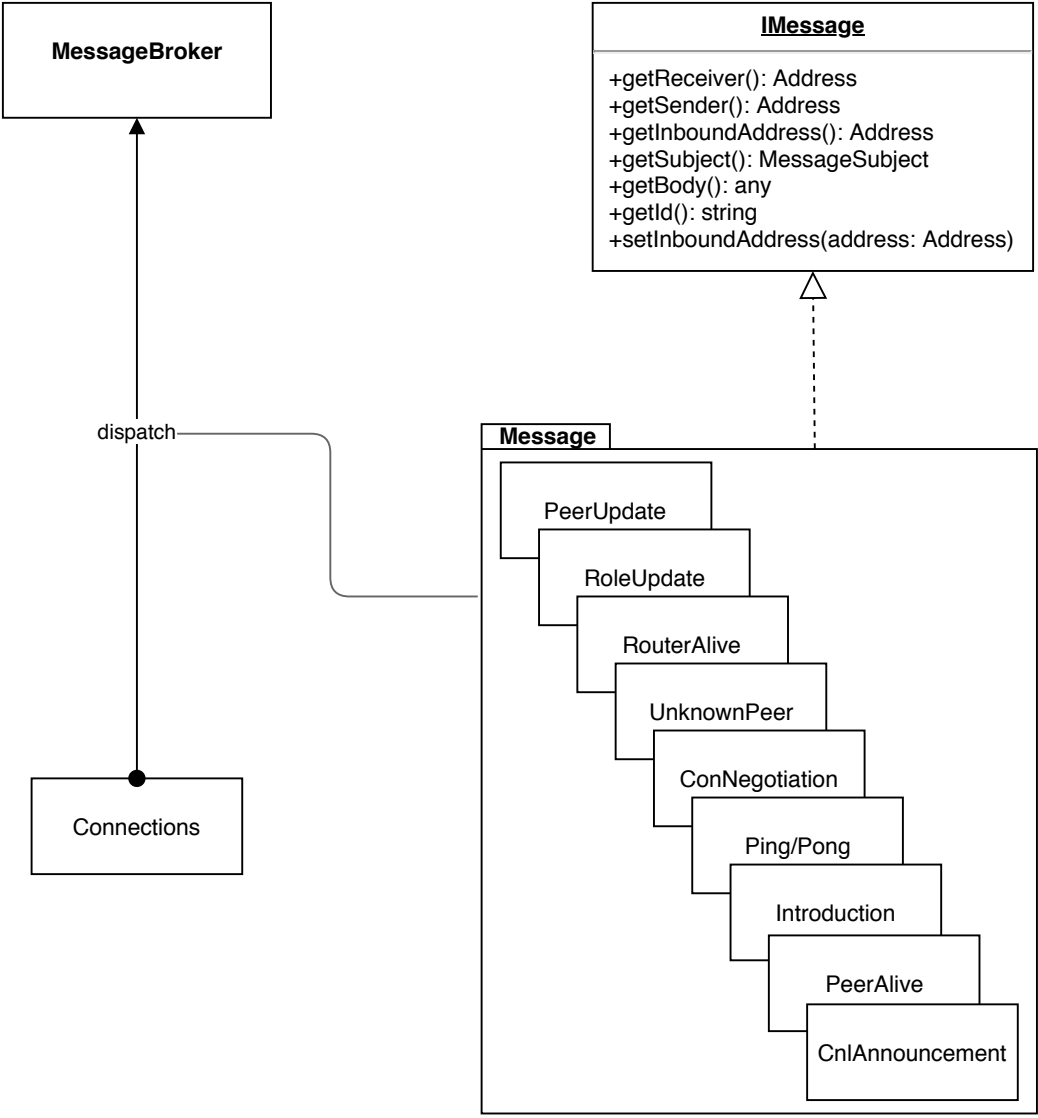 MessageBroker
IMessage
+getReceiver(): Address
+getSender(): Address
+getInboundAddress(): Address
+getSubject(): MessageSubject
+getBody(): any
+getId(): string
+setInboundAddress(address: Address)
dispatch
Message
PeerUpdate
RoleUpdate
RouterAlive
UnknownPeer
ConNegotiation
Connections
Ping/Pong
Introduction
PeerAlive
CnlAnnouncement